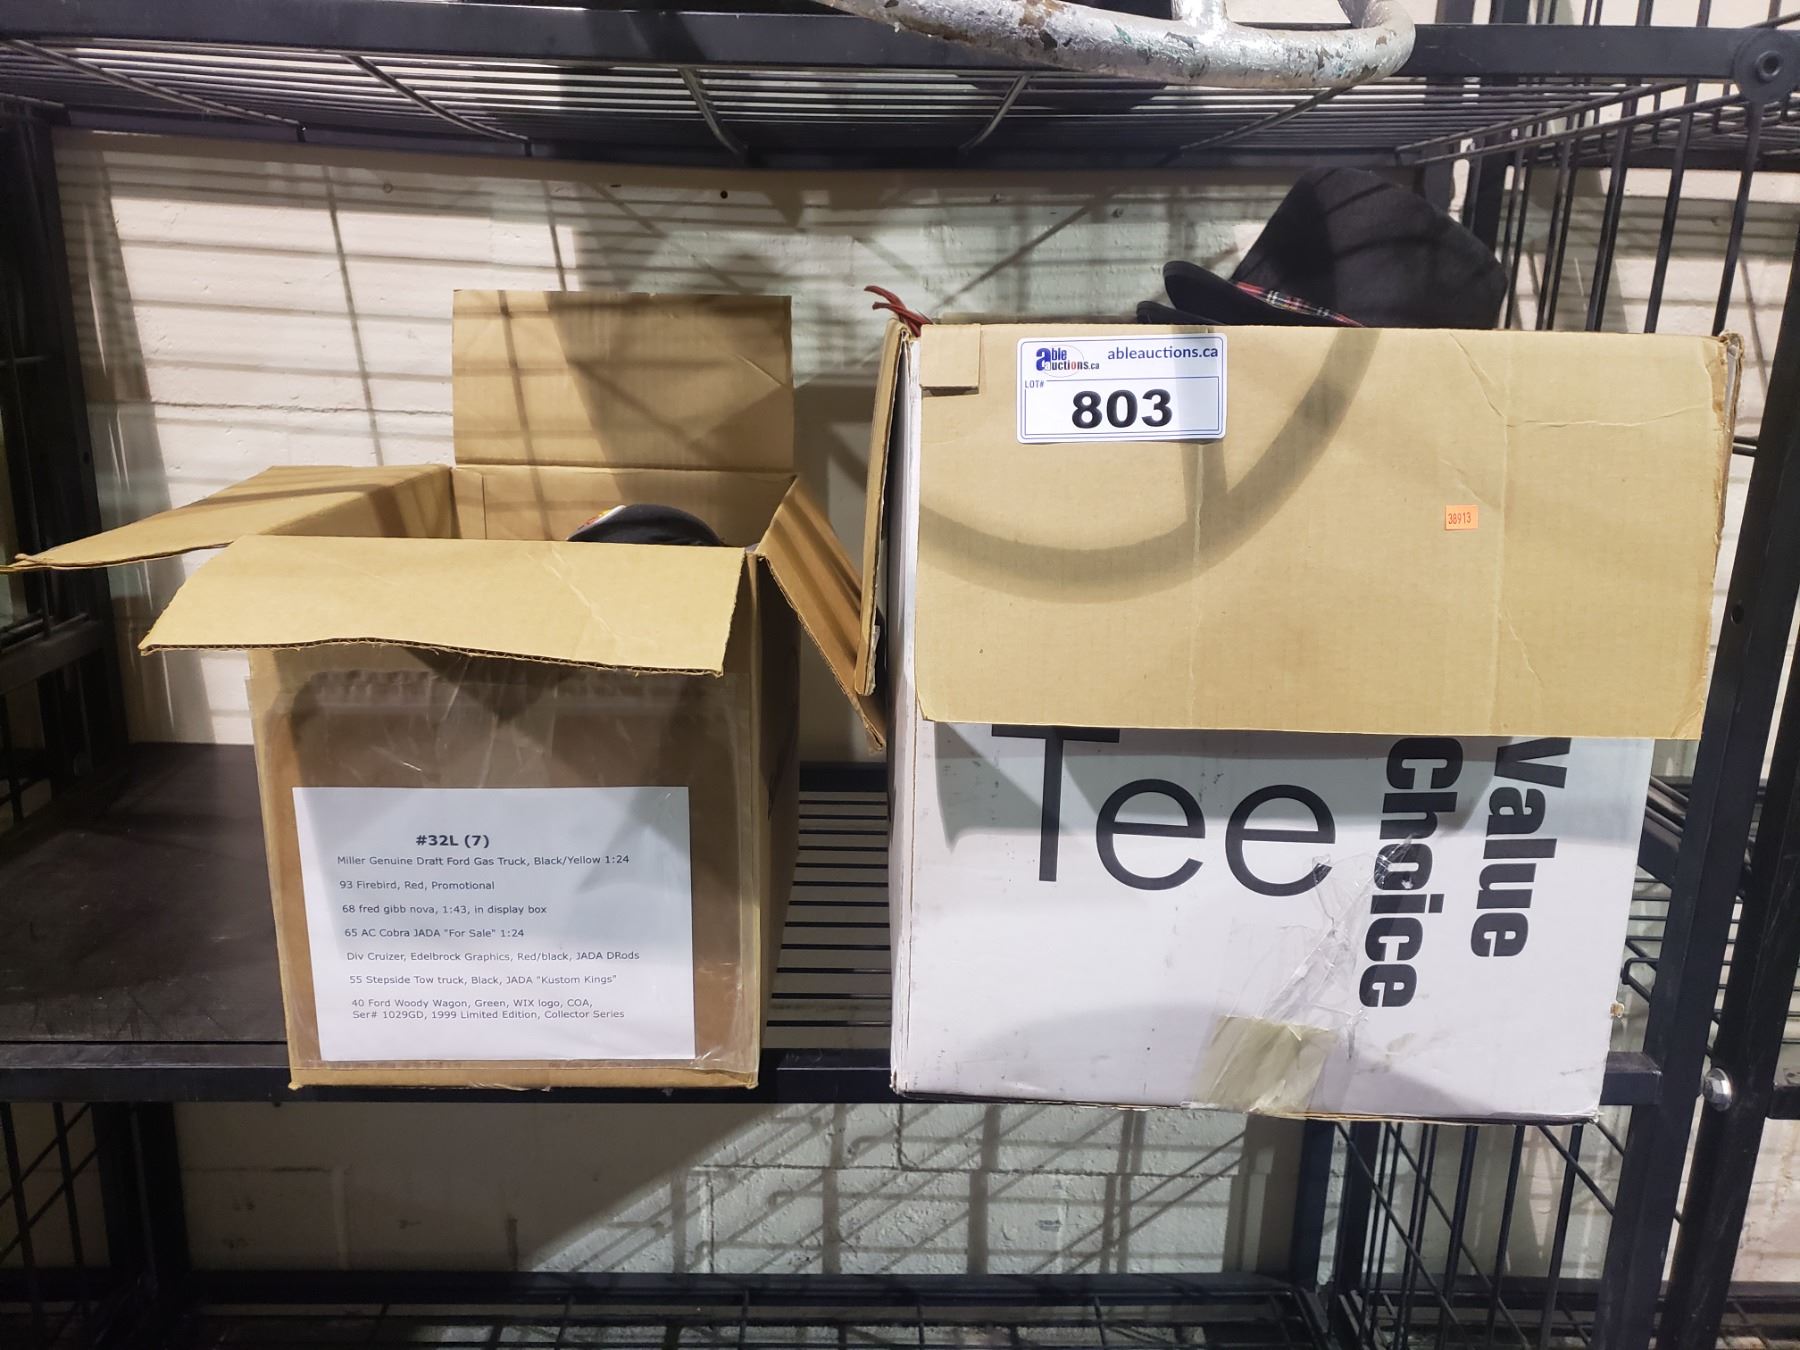 #32L (7)
Miller Genuine Draft Ford Gas Truck, Black/Yellow 1:24
93 Firebird, Red, Promotional
68 fred gibb nova, 1:43, in display box
65 AC Cobra JADA "For Sale" 1:24
Div Cruizer, Edelbrock Graphics, Red/black, JADA DRods
55 Stepside Tow truck, Black, JADA "Kustom Kings"
40 Ford Woody Wagon, Green, WIX logo, COA,
Ser# 1029GD, 1999 Limited Edition, Collector Series
able auctions.ca
ableauctions.ca
LOT#
803
38913
Tee
Value
choice